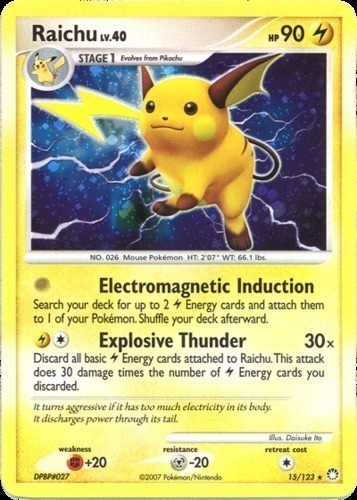 Raichu LV.40 HP 90
STAGE 1 Evolves from Pikachu
NO. 026 Mouse Pokémon HT: 2'07" WT: 66.1 lbs.
Electromagnetic Induction
Search your deck for up to 2 Energy cards and attach them
to 1 of your Pokémon. Shuffle your deck afterward.
Explosive Thunder 30×
Discard all basic Energy cards attached to Raichu. This attack
does 30 damage times the number of Energy cards you
discarded.
It turns aggressive if it has too much electricity in its body.
It discharges power through its tail.
Illus. Daisuke Ito
weakness resistance retreat cost
+20 -20
DPBP#027 ©2007 Pokémon/Nintendo 15/123 ★